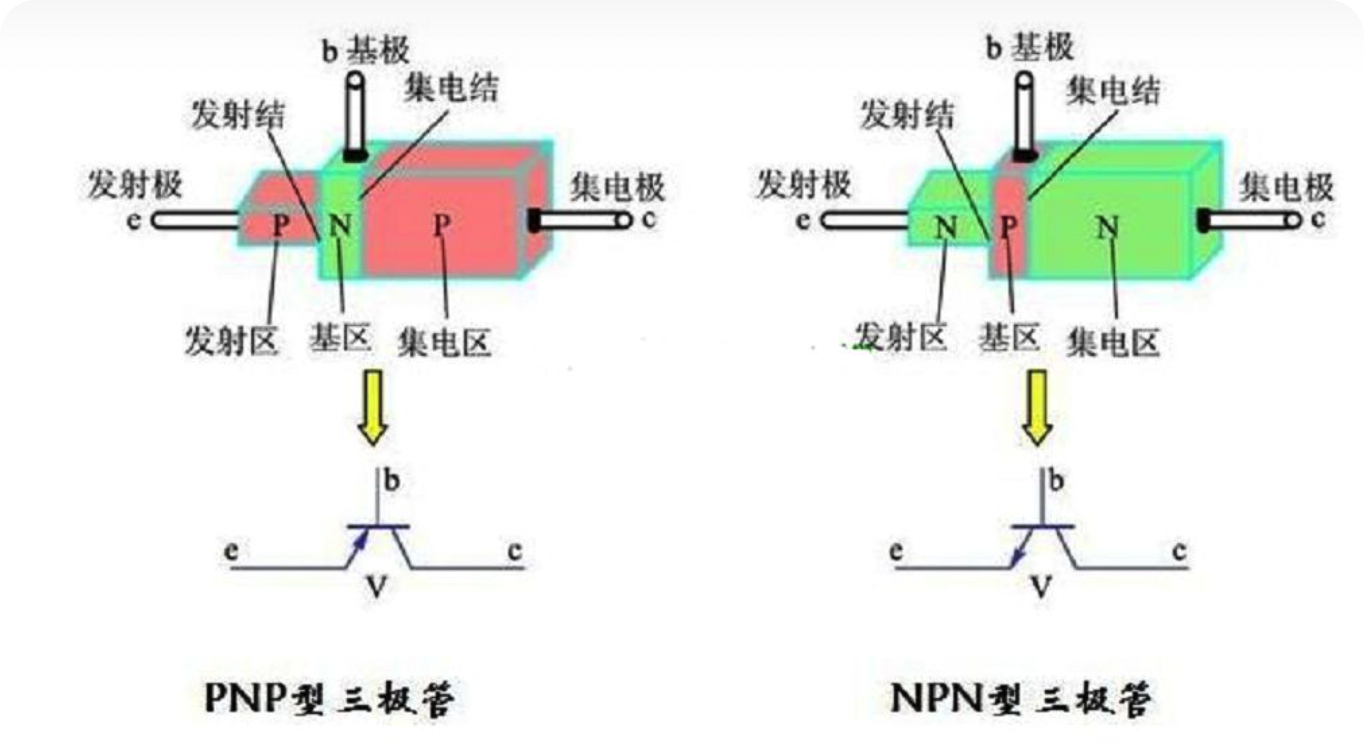 b 基极
集电结
发射结
发射极
e
P
N
P
集电极
c
发射区
基区
集电区
b
e
c
V
PNP型三极管
b 基极
集电结
发射结
发射极
e
N
P
N
集电极
c
发射区
基区
集电区
b
e
c
V
NPN型三极管